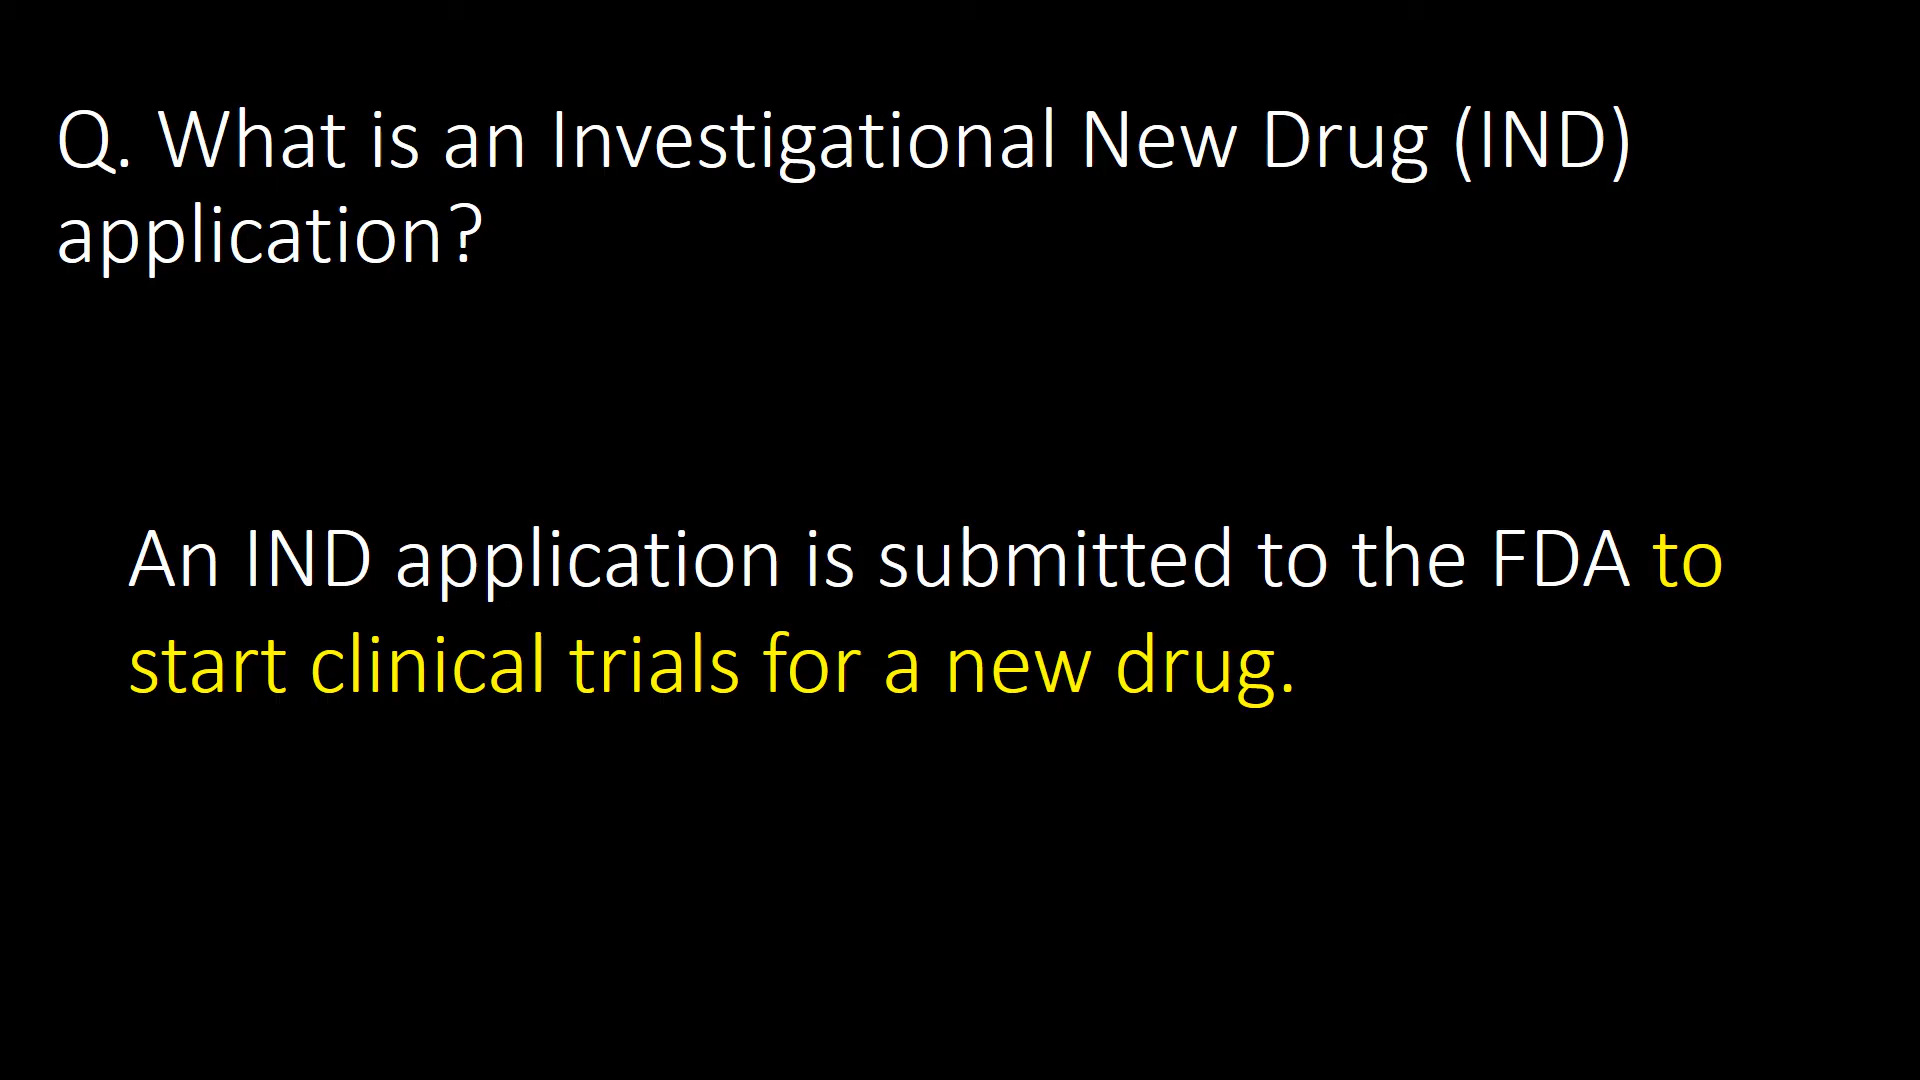 Q. What is an Investigational New Drug (IND)
application?
An IND application is submitted to the FDA to
start clinical trials for a new drug.